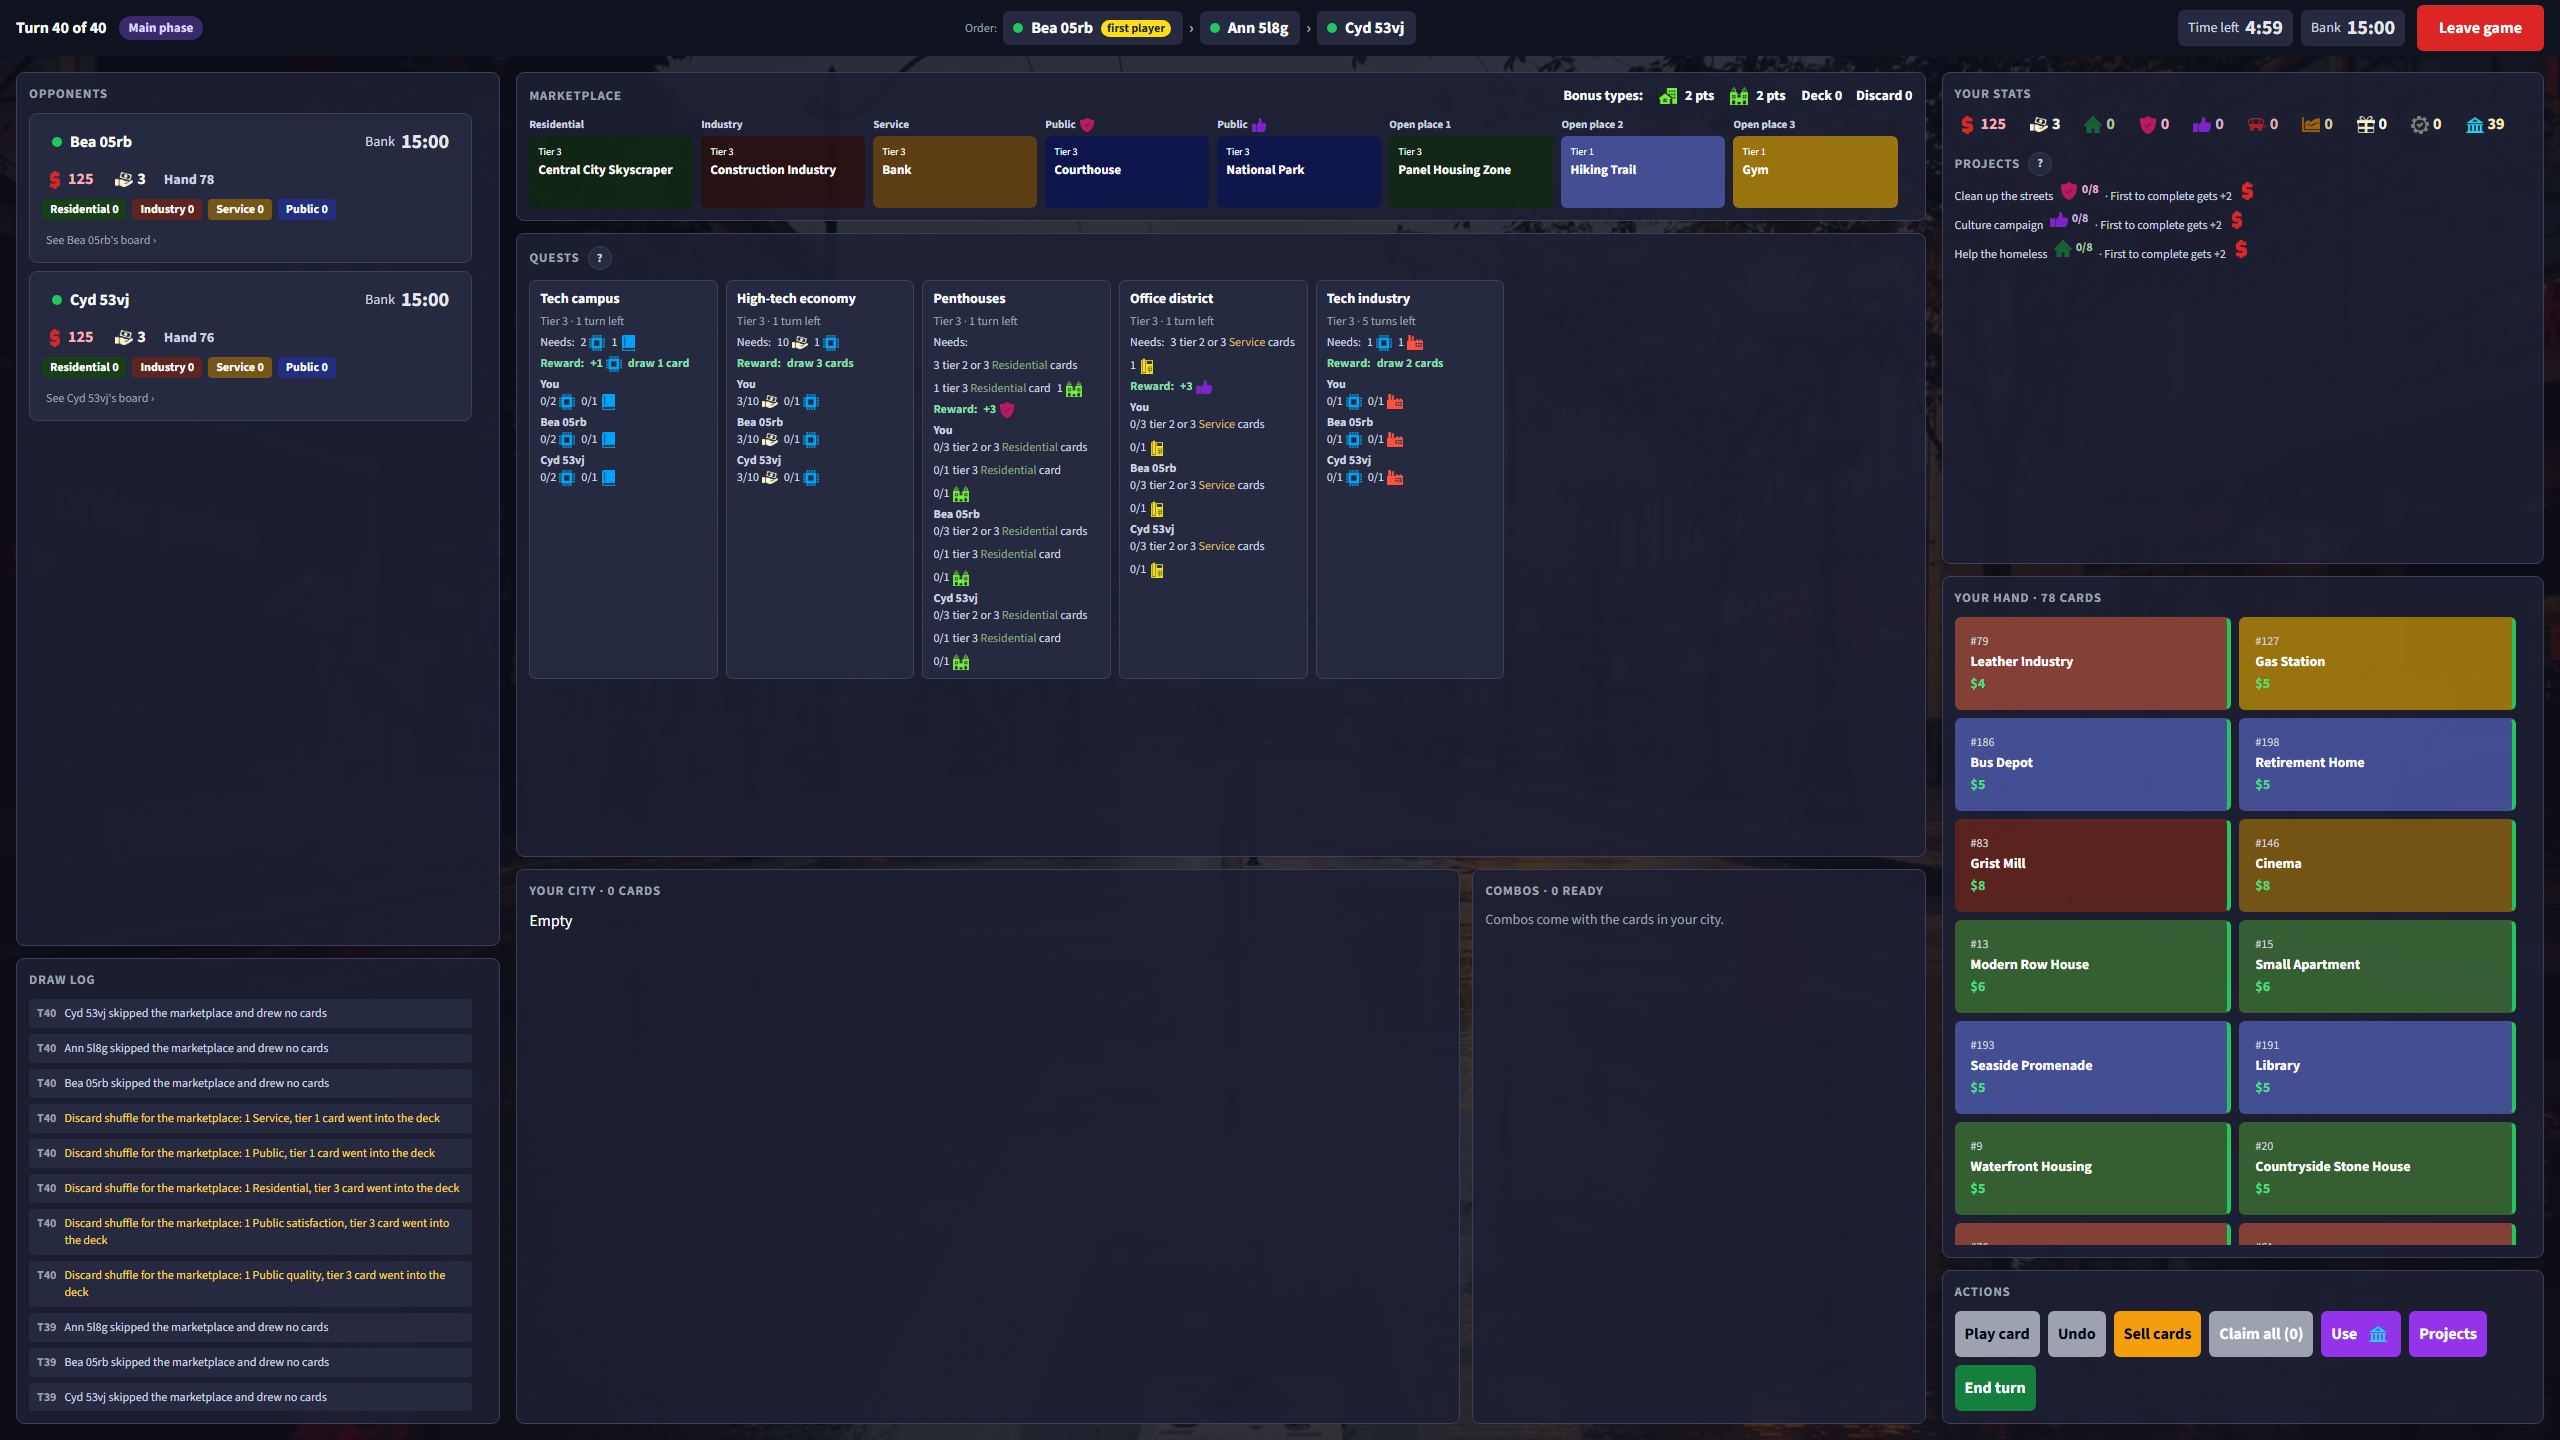 Turn 40 of 40 Main phase
Order: Bea 05rb first player › Ann 5l8g › Cyd 53vj
Time left 4:59 Bank 15:00 Leave game
OPPONENTS
Bea 05rb Bank 15:00
125 3 Hand 78
Residential 0 Industry 0 Service 0 Public 0
See Bea 05rb's board ›
Cyd 53vj Bank 15:00
125 3 Hand 76
Residential 0 Industry 0 Service 0 Public 0
See Cyd 53vj's board ›
DRAW LOG
T40 Cyd 53vj skipped the marketplace and drew no cards
T40 Ann 5l8g skipped the marketplace and drew no cards
T40 Bea 05rb skipped the marketplace and drew no cards
T40 Discard shuffle for the marketplace: 1 Service, tier 1 card went into the deck
T40 Discard shuffle for the marketplace: 1 Public, tier 1 card went into the deck
T40 Discard shuffle for the marketplace: 1 Residential, tier 3 card went into the deck
T40 Discard shuffle for the marketplace: 1 Public satisfaction, tier 3 card went into
the deck
T40 Discard shuffle for the marketplace: 1 Public quality, tier 3 card went into the
deck
T39 Ann 5l8g skipped the marketplace and drew no cards
T39 Bea 05rb skipped the marketplace and drew no cards
T39 Cyd 53vj skipped the marketplace and drew no cards
MARKETPLACE
Bonus types: 2 pts 2 pts Deck 0 Discard 0
Residential Industry Service Public Public Open place 1 Open place 2 Open place 3
Tier 3 Tier 3 Tier 3 Tier 3 Tier 3 Tier 3 Tier 1 Tier 1
Central City Skyscraper Construction Industry Bank Courthouse National Park Panel Housing Zone Hiking Trail Gym
QUESTS ?
Tech campus
Tier 3 · 1 turn left
Needs: 2 1
Reward: +1 draw 1 card
You
0/2 0/1
Bea 05rb
0/2 0/1
Cyd 53vj
0/2 0/1
High-tech economy
Tier 3 · 1 turn left
Needs: 10 1
Reward: draw 3 cards
You
3/10 0/1
Bea 05rb
3/10 0/1
Cyd 53vj
3/10 0/1
Penthouses
Tier 3 · 1 turn left
Needs:
3 tier 2 or 3 Residential cards
1 tier 3 Residential card 1
Reward: +3
You
0/3 tier 2 or 3 Residential cards
0/1 tier 3 Residential card
0/1
Bea 05rb
0/3 tier 2 or 3 Residential cards
0/1 tier 3 Residential card
0/1
Cyd 53vj
0/3 tier 2 or 3 Residential cards
0/1 tier 3 Residential card
0/1
Office district
Tier 3 · 1 turn left
Needs: 3 tier 2 or 3 Service cards
1
Reward: +3
You
0/3 tier 2 or 3 Service cards
0/1
Bea 05rb
0/3 tier 2 or 3 Service cards
0/1
Cyd 53vj
0/3 tier 2 or 3 Service cards
0/1
Tech industry
Tier 3 · 5 turns left
Needs: 1 1
Reward: draw 2 cards
You
0/1 0/1
Bea 05rb
0/1 0/1
Cyd 53vj
0/1 0/1
YOUR CITY · 0 CARDS
Empty
COMBOS · 0 READY
Combos come with the cards in your city.
YOUR STATS
125 3 0 0 0 0 0 0 0 39
PROJECTS ?
Clean up the streets 0/8 · First to complete gets +2
Culture campaign 0/8 · First to complete gets +2
Help the homeless 0/8 · First to complete gets +2
YOUR HAND · 78 CARDS
#79 #127
Leather Industry Gas Station
$4 $5
#186 #198
Bus Depot Retirement Home
$5 $5
#83 #146
Grist Mill Cinema
$8 $8
#13 #15
Modern Row House Small Apartment
$6 $6
#193 #191
Seaside Promenade Library
$5 $5
#9 #20
Waterfront Housing Countryside Stone House
$5 $5
ACTIONS
Play card Undo Sell cards Claim all (0) Use Projects
End turn